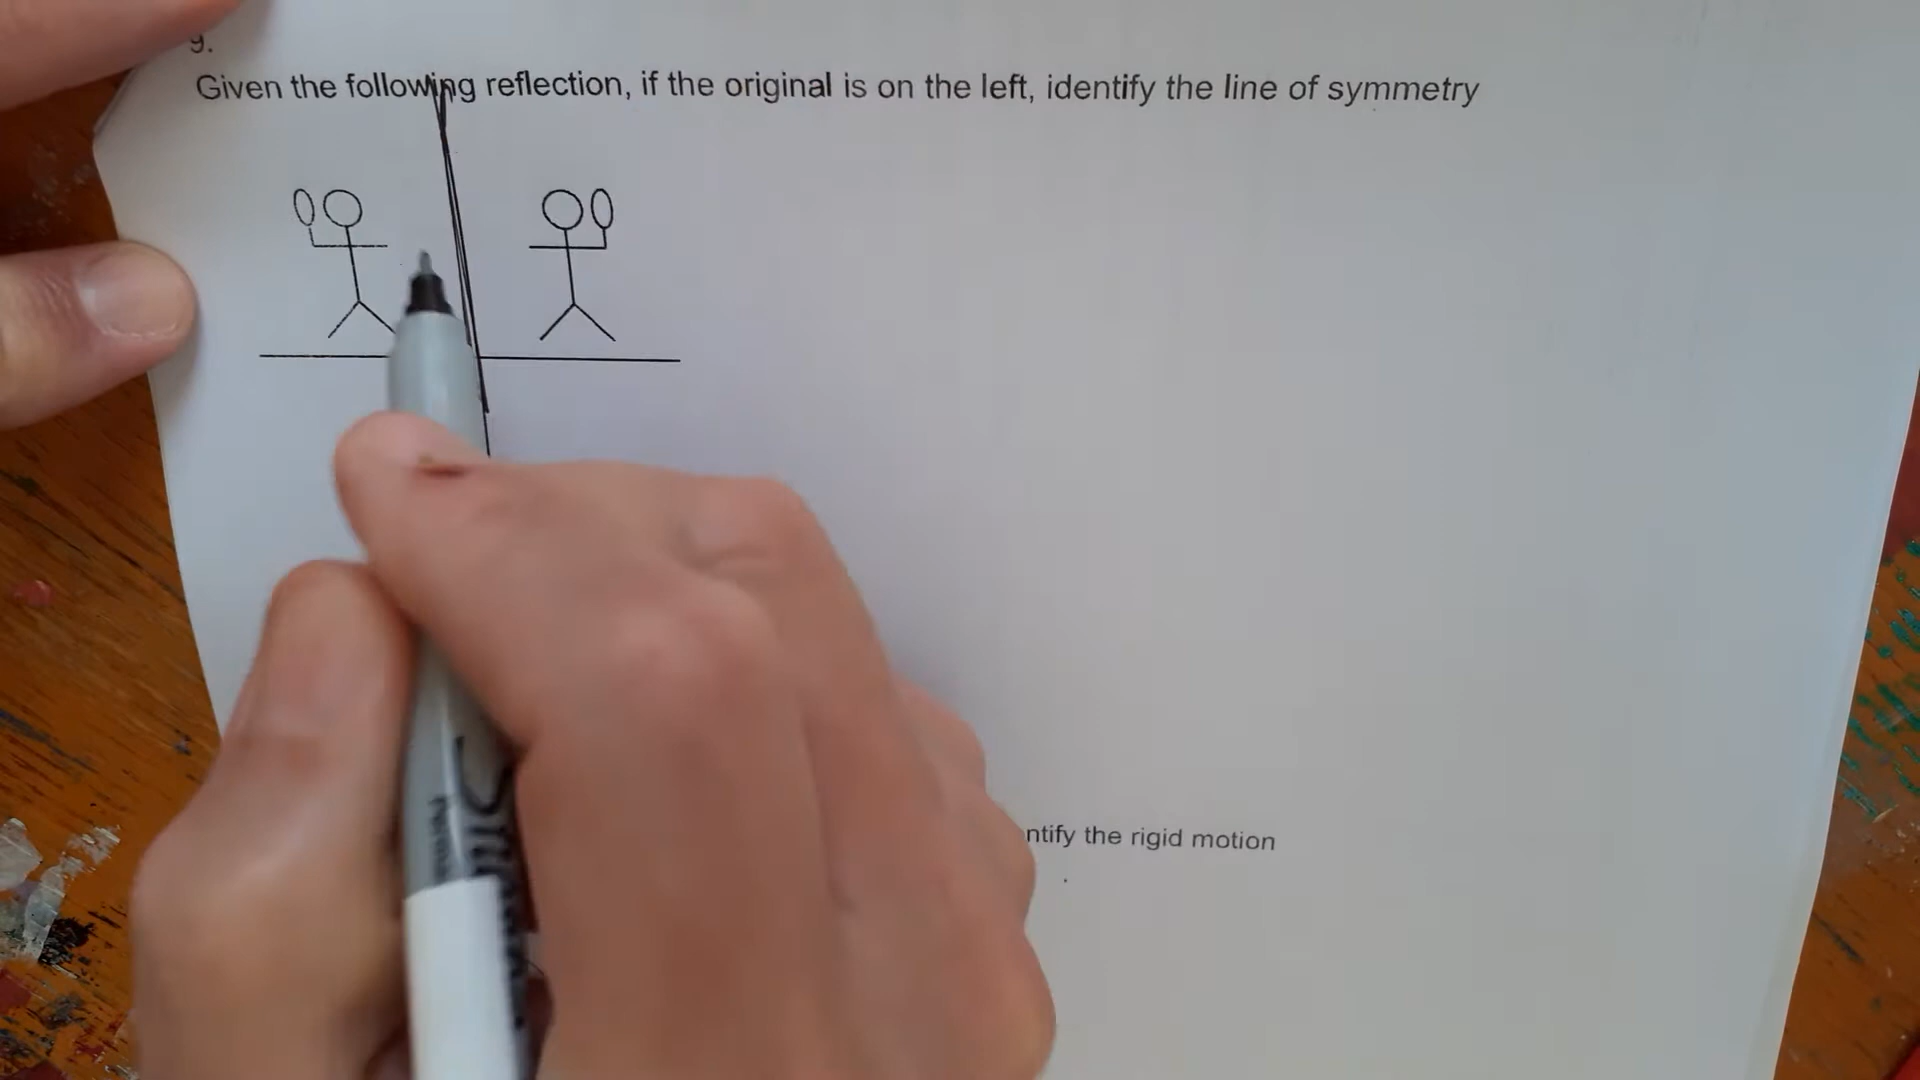 9.
Given the following reflection, if the original is on the left, identify the line of symmetry
ntify the rigid motion